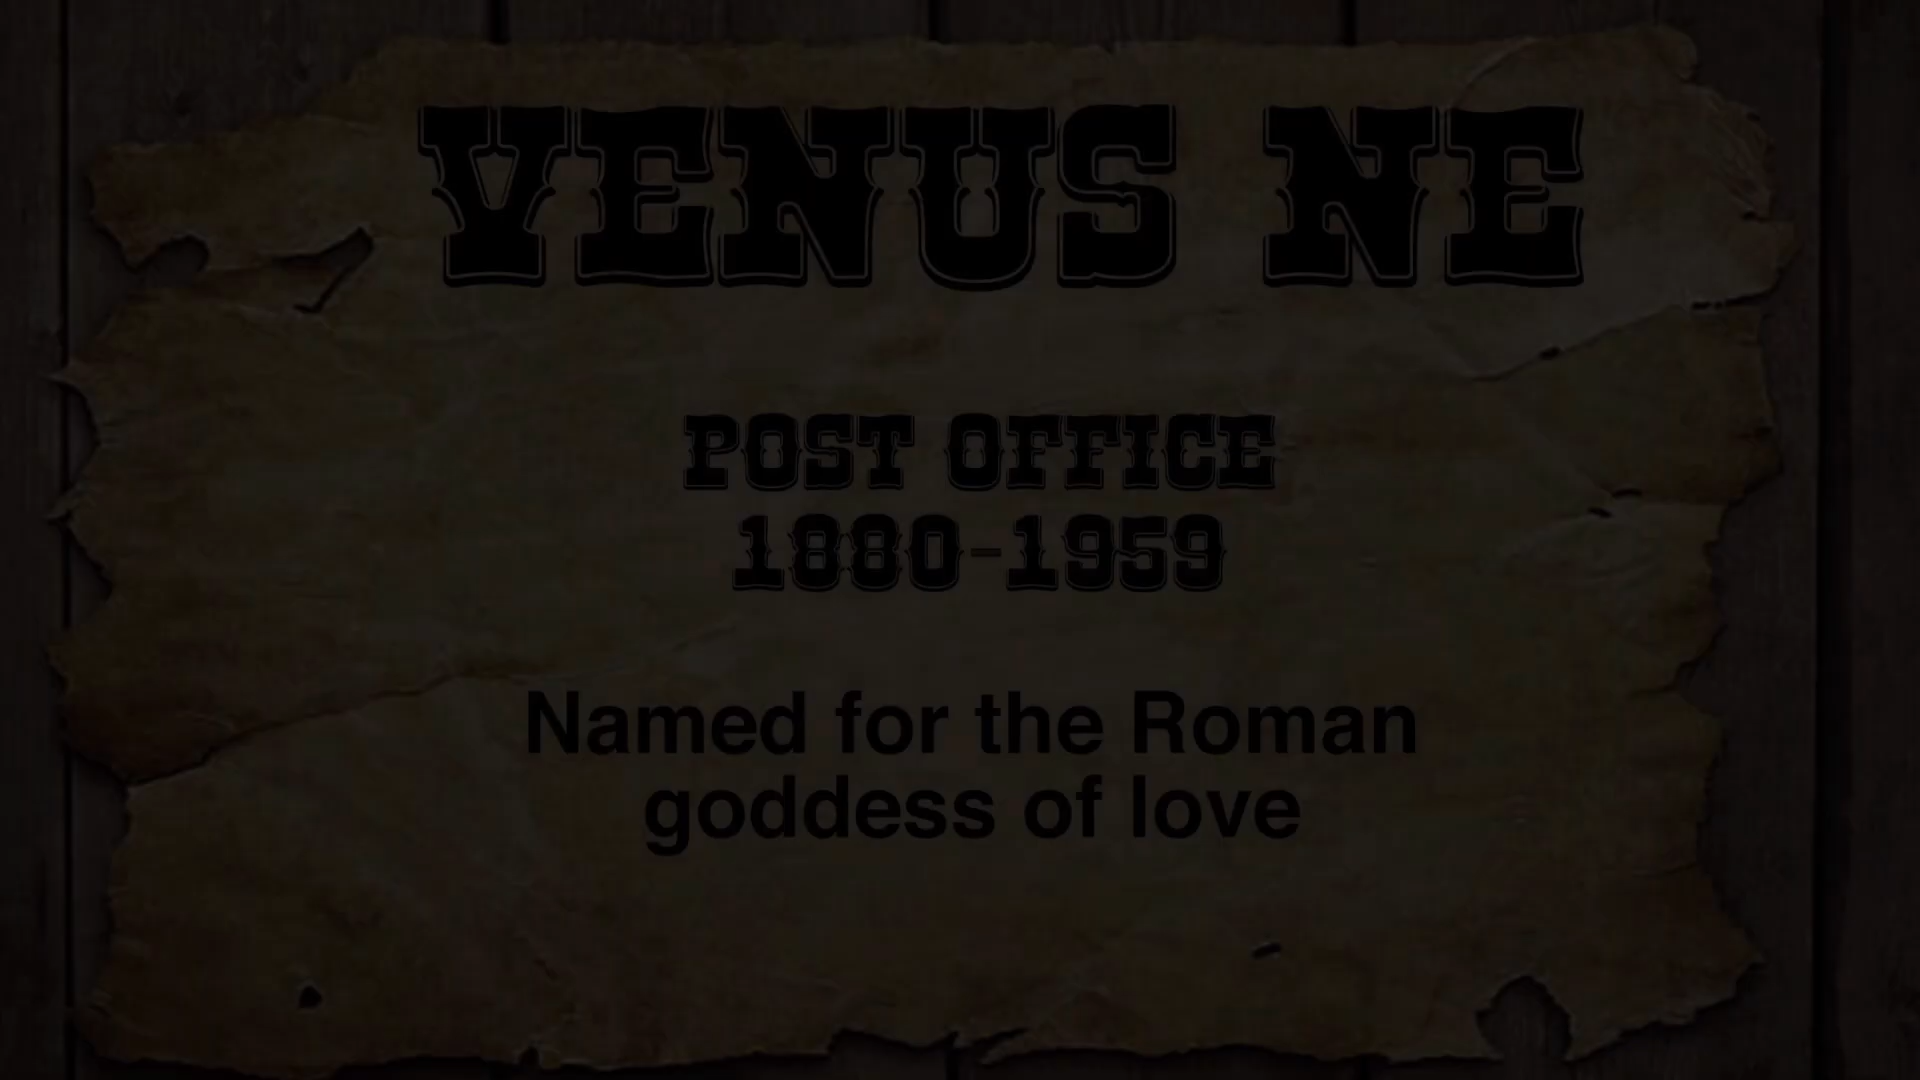 VENUS NE
POST OFFICE
1880-1959
Named for the Roman
goddess of love